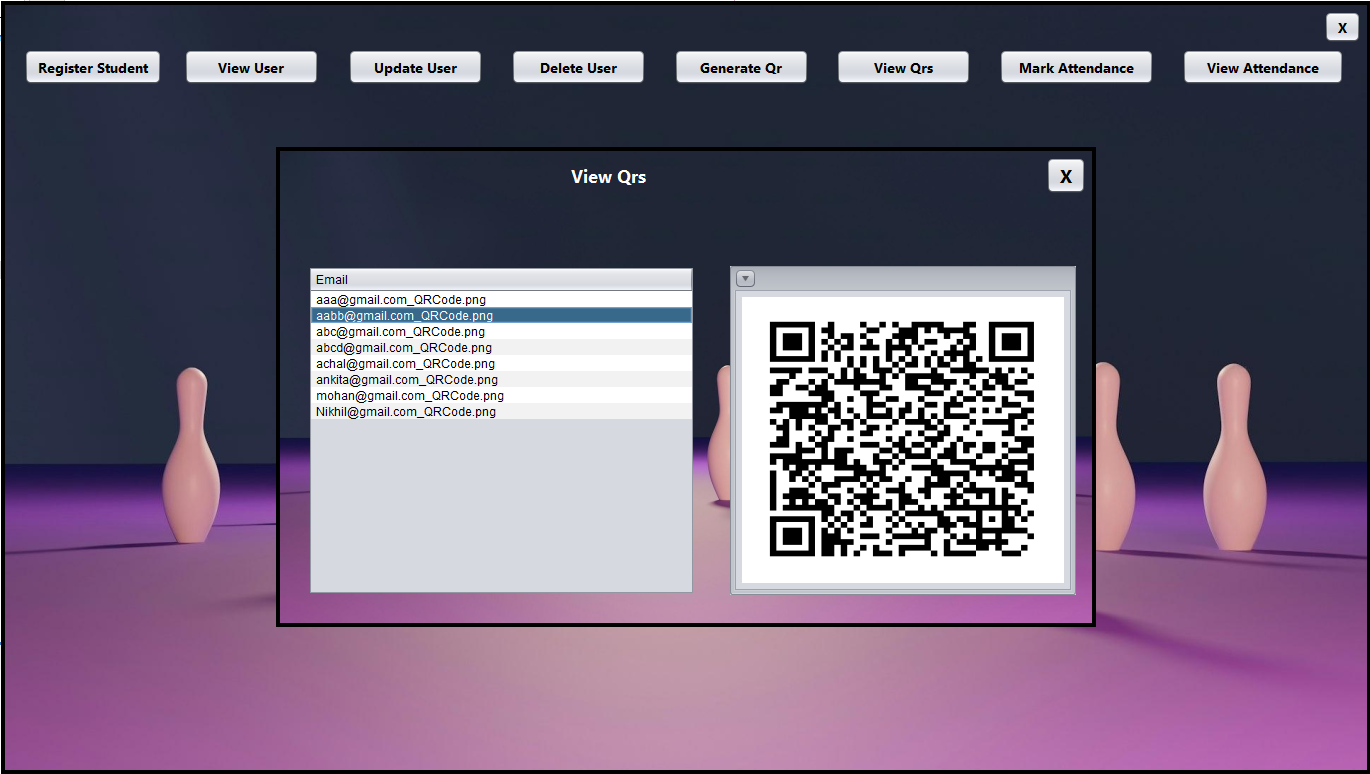 X
Register Student View User Update User Delete User Generate Qr View Qrs Mark Attendance View Attendance
View Qrs X
Email
aaa@gmail.com_QRCode.png
aabb@gmail.com_QRCode.png
abc@gmail.com_QRCode.png
abcd@gmail.com_QRCode.png
achal@gmail.com_QRCode.png
ankita@gmail.com_QRCode.png
mohan@gmail.com_QRCode.png
Nikhil@gmail.com_QRCode.png